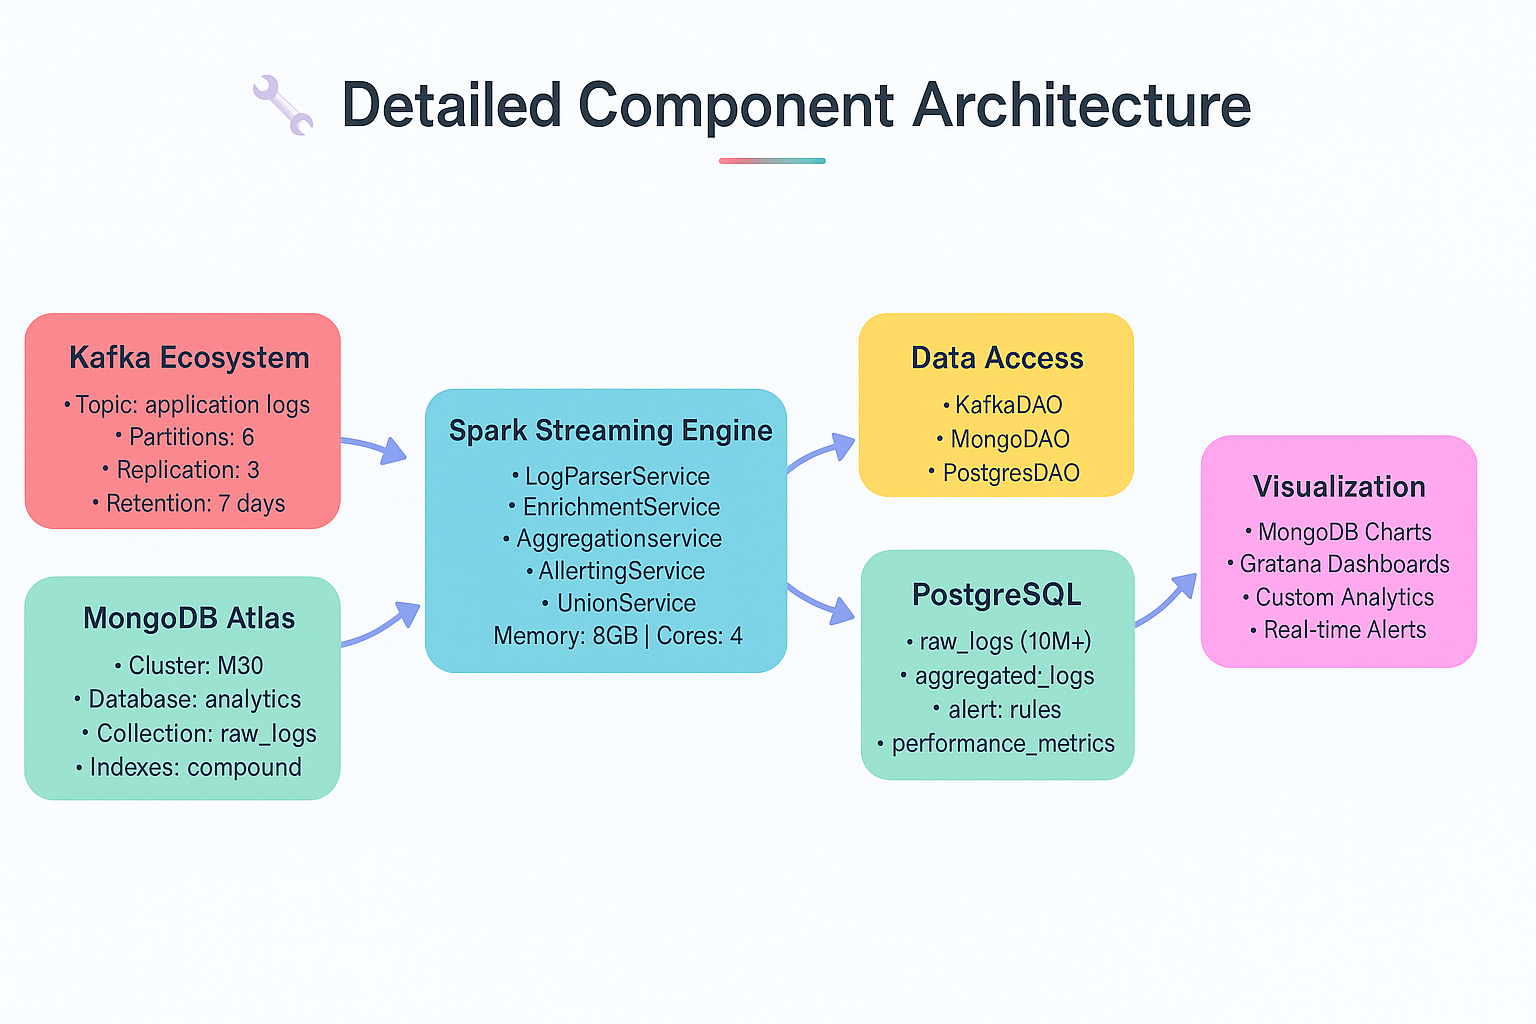 Detailed Component Architecture
Kafka Ecosystem
• Topic: application logs
• Partitions: 6
• Replication: 3
• Retention: 7 days
MongoDB Atlas
• Cluster: M30
• Database: analytics
• Collection: raw_logs
• Indexes: compound
Spark Streaming Engine
• LogParserService
• EnrichmentService
• Aggregationservice
• AllertingService
• UnionService
Memory: 8GB | Cores: 4
Data Access
• KafkaDAO
• MongoDAO
• PostgresDAO
PostgreSQL
• raw_logs (10M+)
• aggregated:_logs
• alert: rules
• performance_metrics
Visualization
• MongoDB Charts
• Gratana Dashboards
• Custom Analytics
• Real-time Alerts